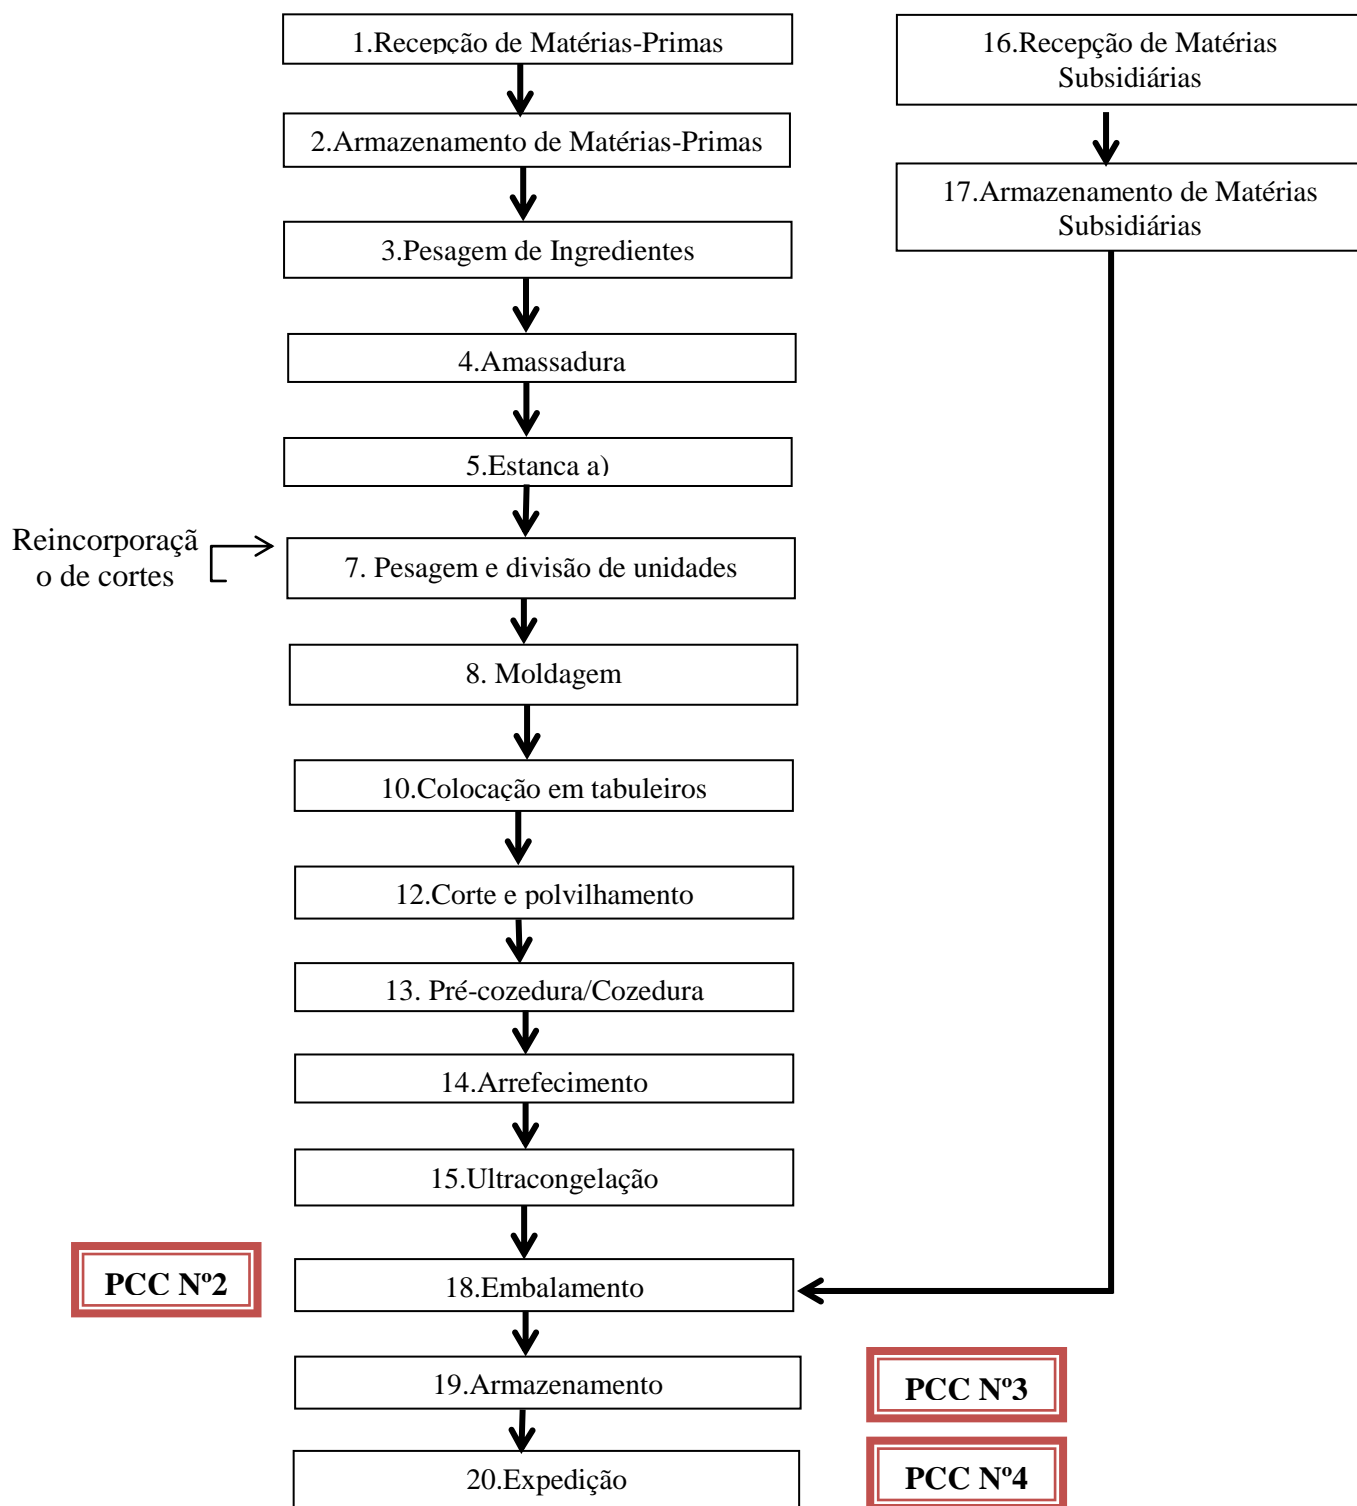 1.Recepção de Matérias-Primas
16.Recepção de Matérias
Subsidiárias
2.Armazenamento de Matérias-Primas
17.Armazenamento de Matérias
Subsidiárias
3.Pesagem de Ingredientes
4.Amassadura
5.Estanca a)
Reincorporaçã
o de cortes
7. Pesagem e divisão de unidades
8. Moldagem
10.Colocação em tabuleiros
12.Corte e polvilhamento
13. Pré-cozedura/Cozedura
14.Arrefecimento
15.Ultracongelação
PCC Nº2
18.Embalamento
19.Armazenamento
PCC Nº3
20.Expedição
PCC Nº4